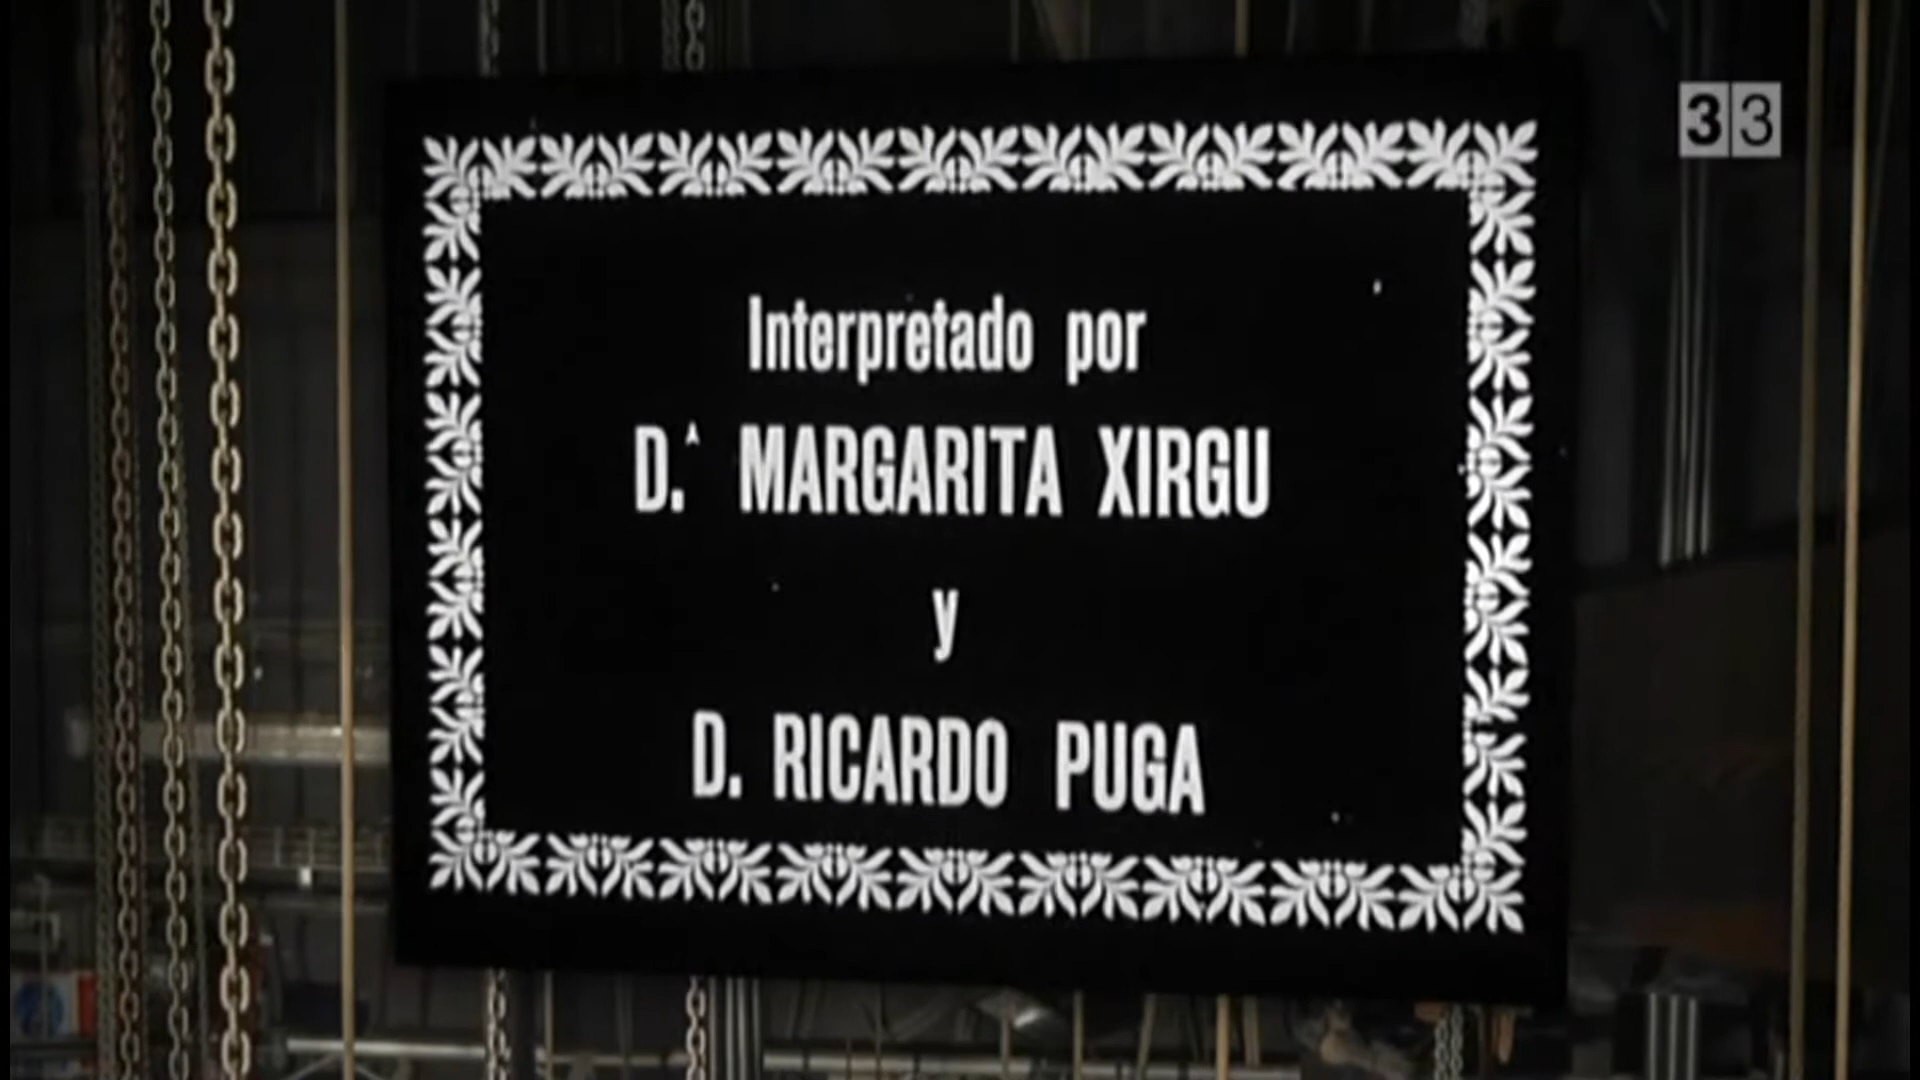 33
Interpretado por
D.ᴬ MARGARITA XIRGU
y
D. RICARDO PUGA